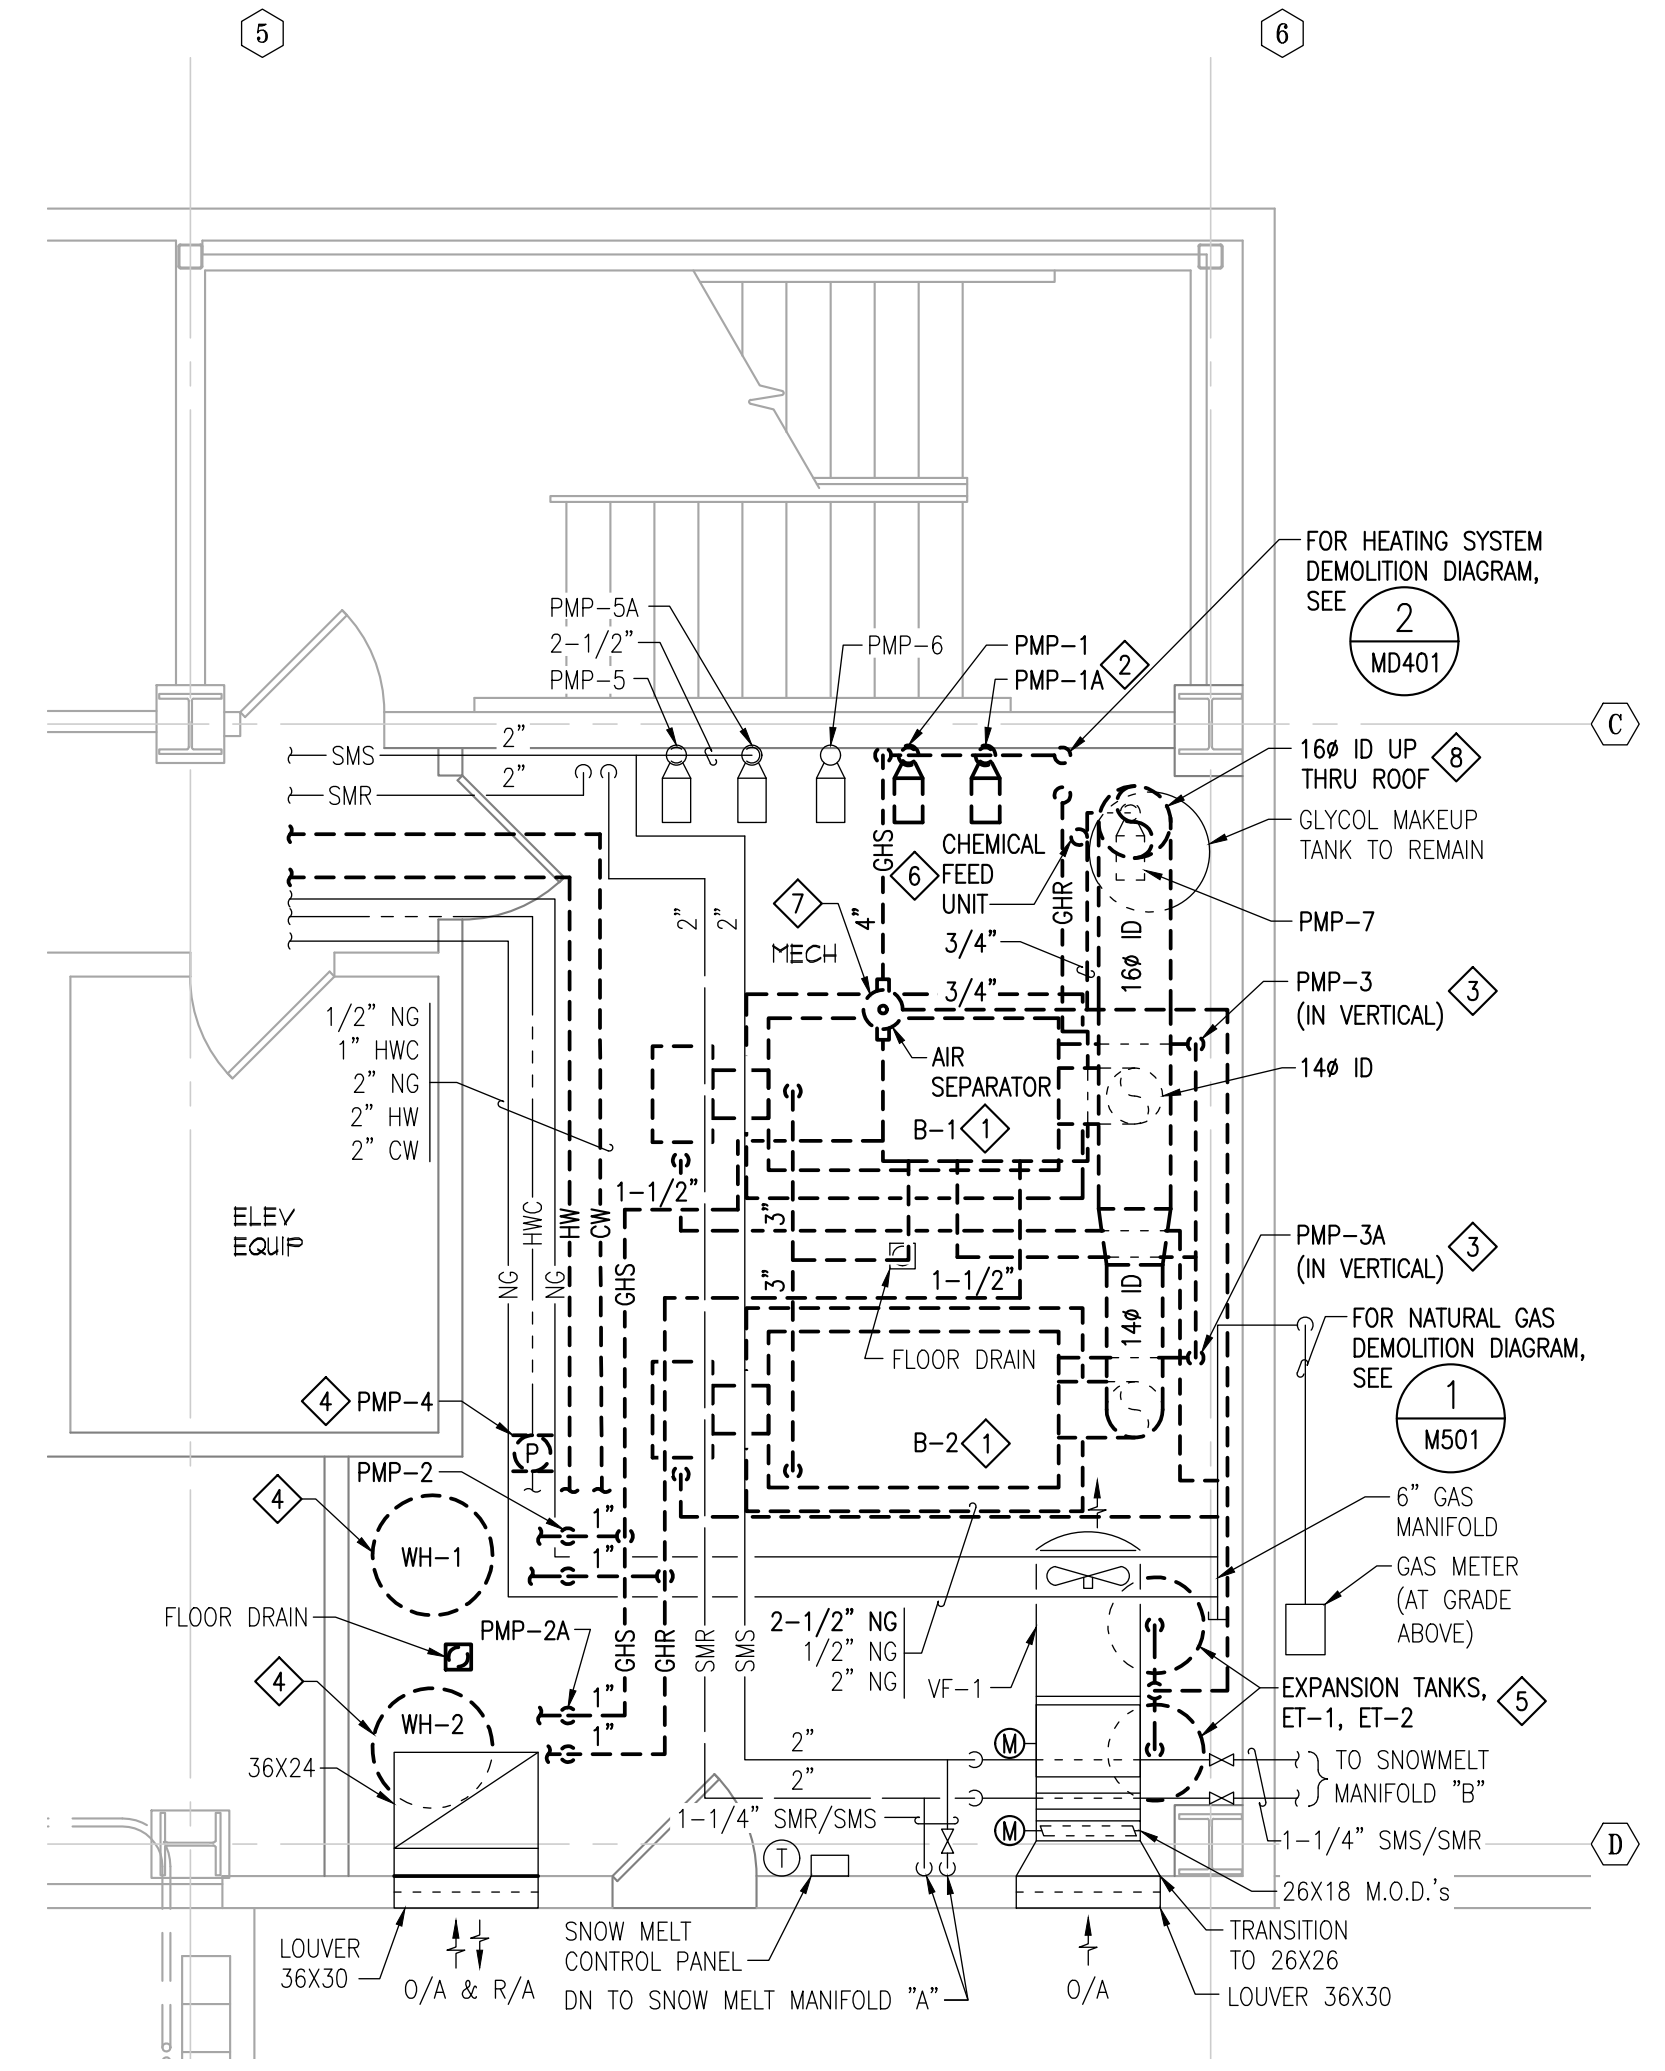 5
6
FOR HEATING SYSTEM
DEMOLITION DIAGRAM,
SEE
2
MD401
PMP-5A
2-1/2"
PMP-5
PMP-6
PMP-1
PMP-1A
2
C
2"
SMS
2"
SMR
16ø ID UP
THRU ROOF
8
GLYCOL MAKEUP
TANK TO REMAIN
GHS
4"
CHEMICAL
FEED
UNIT
6
GHR
7
MECH
2"
2"
3/4"
3/4"
16ø ID
PMP-7
PMP-3
(IN VERTICAL)
3
14ø ID
1/2" NG
1" HWC
2" NG
2" HW
2" CW
AIR
SEPARATOR
B-1
1
1-1/2"
3"
ELEV
EQUIP
HWC
HW
CW
NG
NG
GHS
3"
1-1/2"
14ø ID
PMP-3A
(IN VERTICAL)
3
FLOOR DRAIN
FOR NATURAL GAS
DEMOLITION DIAGRAM,
SEE
1
M501
4
PMP-4
P
B-2
1
PMP-2
4
WH-1
1"
1"
6" GAS
MANIFOLD
GAS METER
(AT GRADE
ABOVE)
FLOOR DRAIN
PMP-2A
GHS
GHR
SMR
SMS
2-1/2" NG
1/2" NG
2" NG
VF-1
4
WH-2
1"
1"
EXPANSION TANKS,
ET-1, ET-2
5
36X24
2"
2"
M
TO SNOWMELT
MANIFOLD "B"
1-1/4" SMR/SMS
M
1-1/4" SMS/SMR
D
T
26X18 M.O.D.'s
LOUVER
36X30
O/A & R/A
SNOW MELT
CONTROL PANEL
DN TO SNOW MELT MANIFOLD "A"
O/A
TRANSITION
TO 26X26
LOUVER 36X30